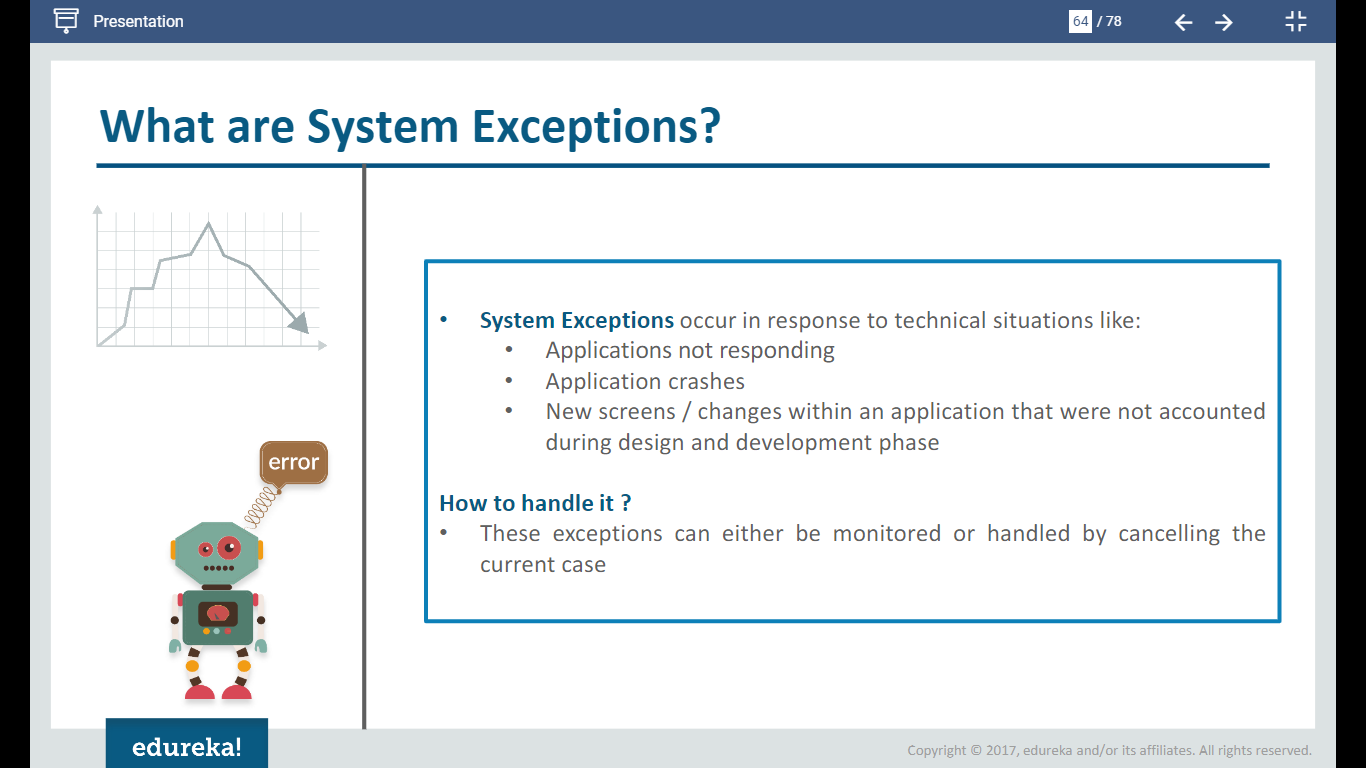 Presentation
64 / 78
What are System Exceptions?
• System Exceptions occur in response to technical situations like:
• Applications not responding
• Application crashes
• New screens / changes within an application that were not accounted
during design and development phase
How to handle it ?
• These exceptions can either be monitored or handled by cancelling the
current case
error
edureka!
Copyright © 2017, edureka and/or its affiliates. All rights reserved.